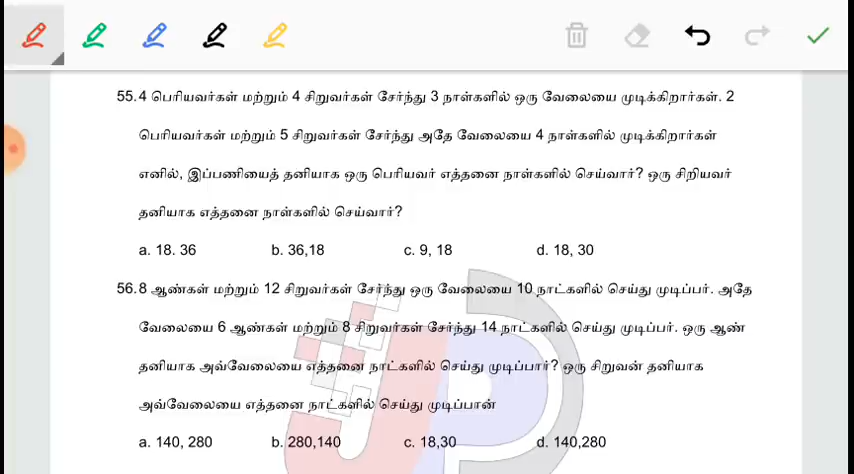 55. 4 பெரியவர்கள் மற்றும் 4 சிறுவர்கள் சேர்ந்து 3 நாள்களில் ஒரு வேலையை முடிக்கிறார்கள். 2
பெரியவர்கள் மற்றும் 5 சிறுவர்கள் சேர்ந்து அதே வேலையை 4 நாள்களில் முடிக்கிறார்கள்
எனில், இப்பணியைத் தனியாக ஒரு பெரியவர் எத்தனை நாள்களில் செய்வார்? ஒரு சிறியவர்
தனியாக எத்தனை நாள்களில் செய்வார்?
a. 18. 36 b. 36,18 c. 9, 18 d. 18, 30
56. 8 ஆண்கள் மற்றும் 12 சிறுவர்கள் சேர்ந்து ஒரு வேலையை 10 நாட்களில் செய்து முடிப்பர். அதே
வேலையை 6 ஆண்கள் மற்றும் 8 சிறுவர்கள் சேர்ந்து 14 நாட்களில் செய்து முடிப்பர். ஒரு ஆண்
தனியாக அவ்வேலையை எத்தனை நாட்களில் செய்து முடிப்பார்? ஒரு சிறுவன் தனியாக
அவ்வேலையை எத்தனை நாட்களில் செய்து முடிப்பான்
a. 140, 280 b. 280,140 c. 18,30 d. 140,280